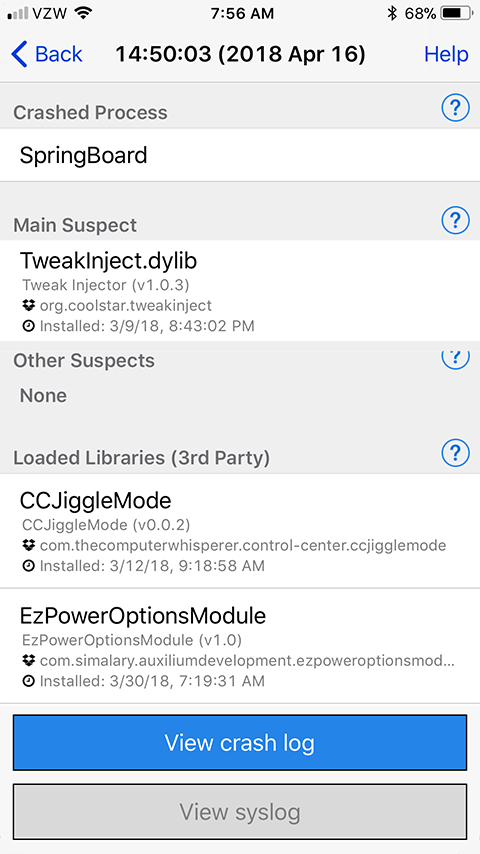 VZW 7:56 AM 68%
Back 14:50:03 (2018 Apr 16) Help
Crashed Process ?
SpringBoard
Main Suspect ?
TweakInject.dylib
Tweak Injector (v1.0.3)
org.coolstar.tweakinject
Installed: 3/9/18, 8:43:02 PM
Other Suspects ?
None
Loaded Libraries (3rd Party) ?
CCJiggleMode
CCJiggleMode (v0.0.2)
com.thecomputerwhisperer.control-center.ccjigglemode
Installed: 3/12/18, 9:18:58 AM
EzPowerOptionsModule
EzPowerOptionsModule (v1.0)
com.simalary.auxiliumdevelopment.ezpoweroptionsmod...
Installed: 3/30/18, 7:19:31 AM
View crash log
View syslog